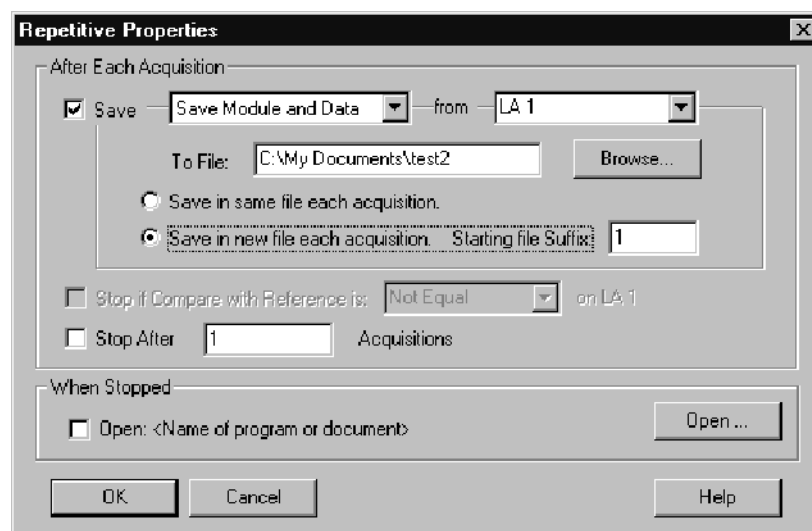 Repetitive Properties
After Each Acquisition
Save Save Module and Data from LA 1
To File: C:\My Documents\test2 Browse...
Save in same file each acquisition.
Save in new file each acquisition. Starting file Suffix: 1
Stop if Compare with Reference is: Not Equal on LA 1
Stop After 1 Acquisitions
When Stopped
Open: <Name of program or document> Open ...
OK Cancel Help